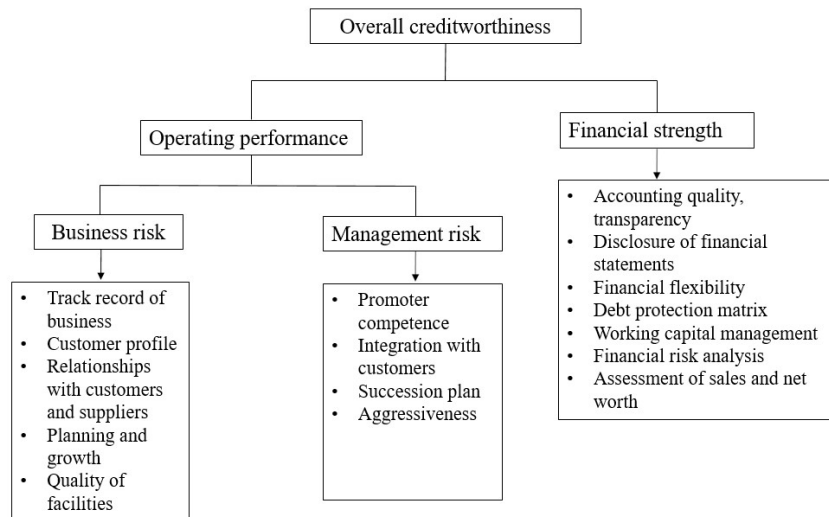 Overall creditworthiness
Operating performance
Financial strength
Business risk
Management risk
• Track record of
business
• Customer profile
• Relationships
with customers
and suppliers
• Planning and
growth
• Quality of
facilities
• Promoter
competence
• Integration with
customers
• Succession plan
• Aggressiveness
• Accounting quality,
transparency
• Disclosure of financial
statements
• Financial flexibility
• Debt protection matrix
• Working capital management
• Financial risk analysis
• Assessment of sales and net
worth